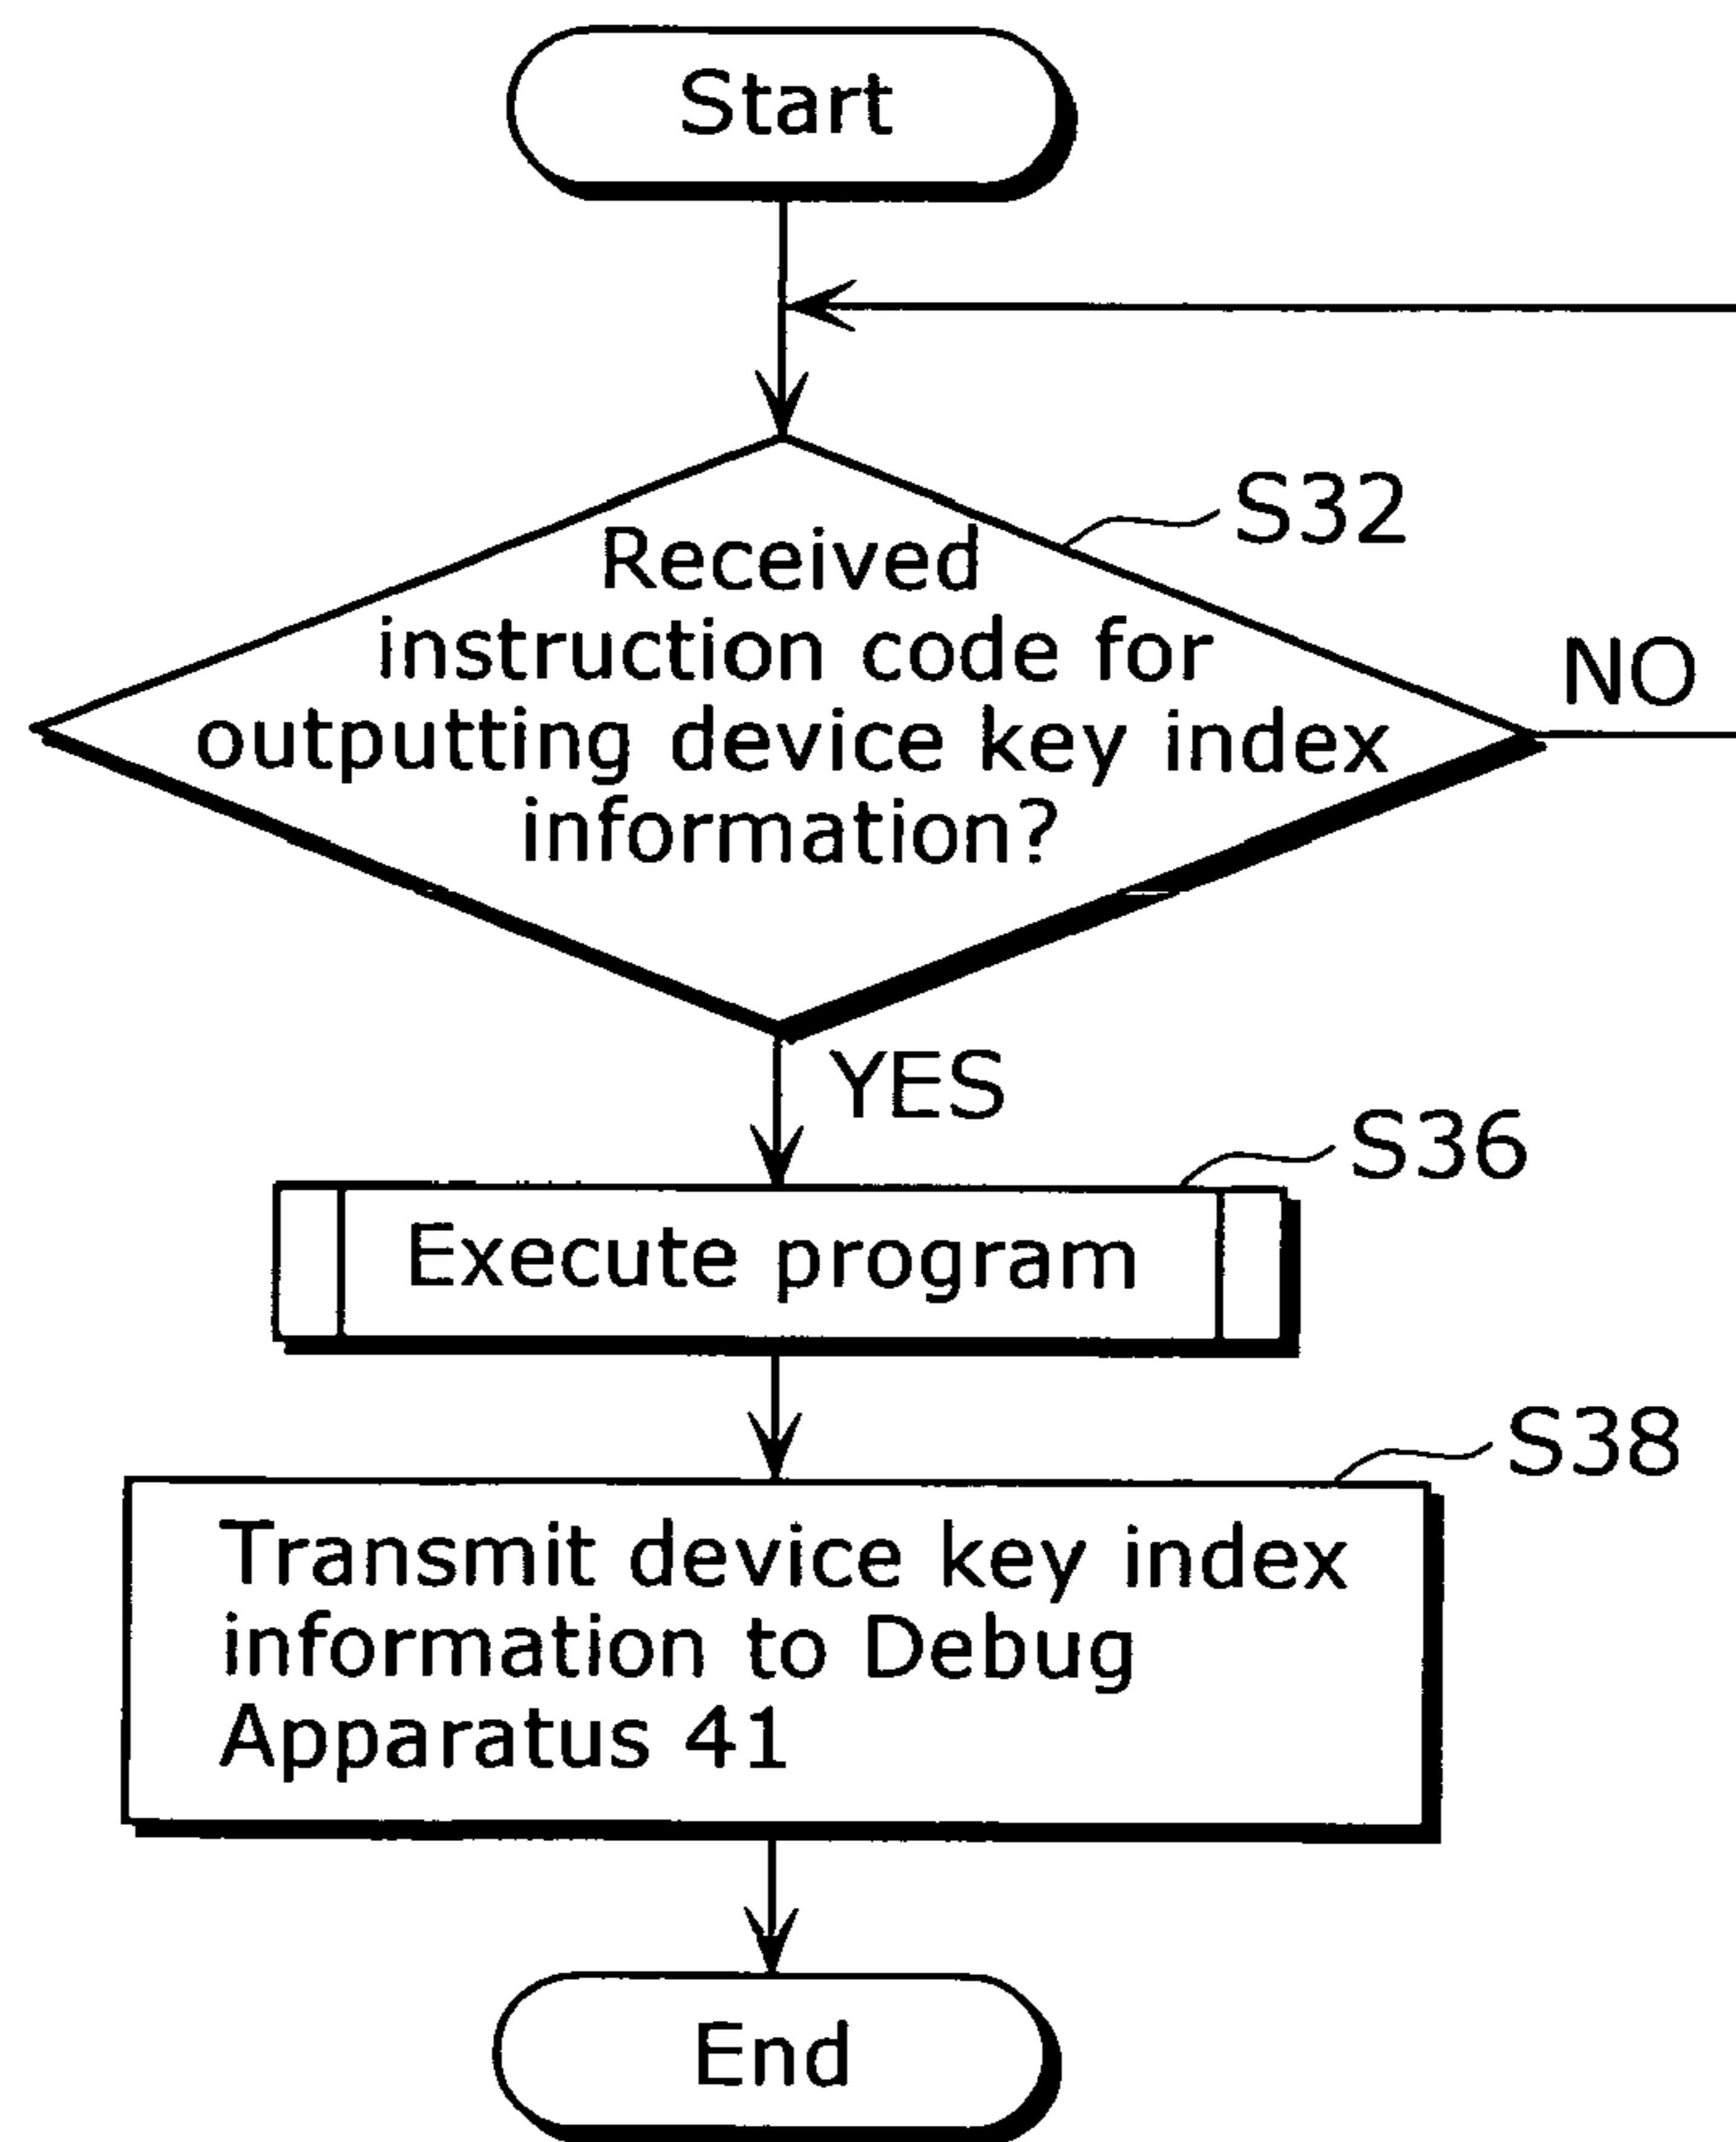 Start
S32
Received
instruction code for
outputting device key index
information?
NO
YES
S36
Execute program
S38
Transmit device key index
information to Debug
Apparatus 41
End